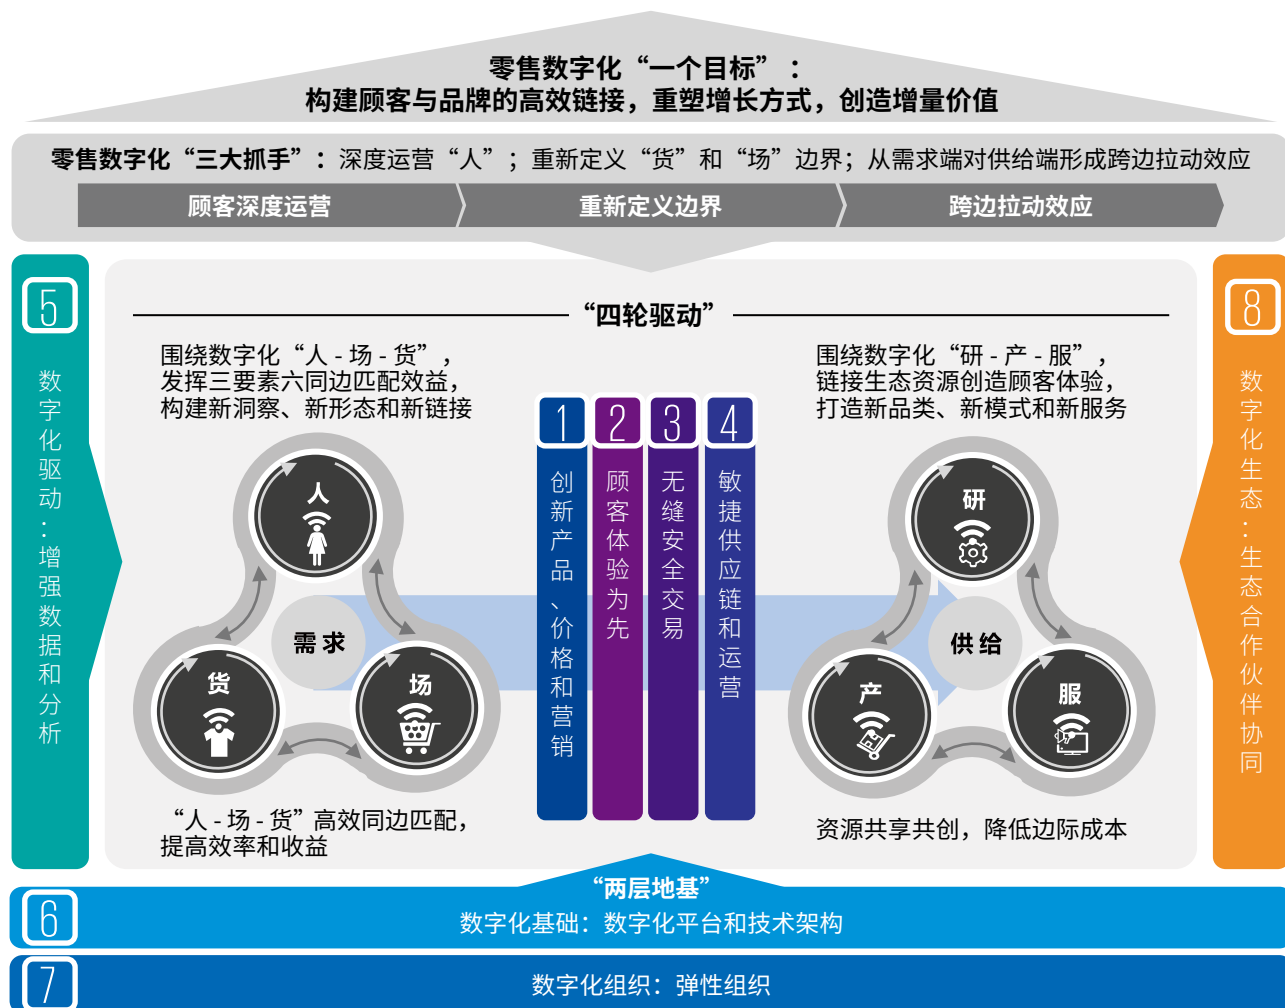 零售数字化“一个目标”：
构建顾客与品牌的高效链接，重塑增长方式，创造增量价值
零售数字化“三大抓手”：深度运营“人”；重新定义“货”和“场”边界；从需求端对供给端形成跨边拉动效应
顾客深度运营
重新定义边界
跨边拉动效应
5
数字化驱动：增强数据和分析
“四轮驱动”
围绕数字化“人 - 场 - 货”，
发挥三要素六同边匹配效益，
构建新洞察、新形态和新链接
人
需求
货
场
“人 - 场 - 货”高效同边匹配，
提高效率和收益
1
创新产品、价格和营销
2
顾客体验为先
3
无缝安全交易
4
敏捷供应链和运营
围绕数字化“研 - 产 - 服”，
链接生态资源创造顾客体验，
打造新品类、新模式和新服务
研
供给
产
服
资源共享共创，降低边际成本
8
数字化生态：生态合作伙伴协同
“两层地基”
6
数字化基础：数字化平台和技术架构
7
数字化组织：弹性组织